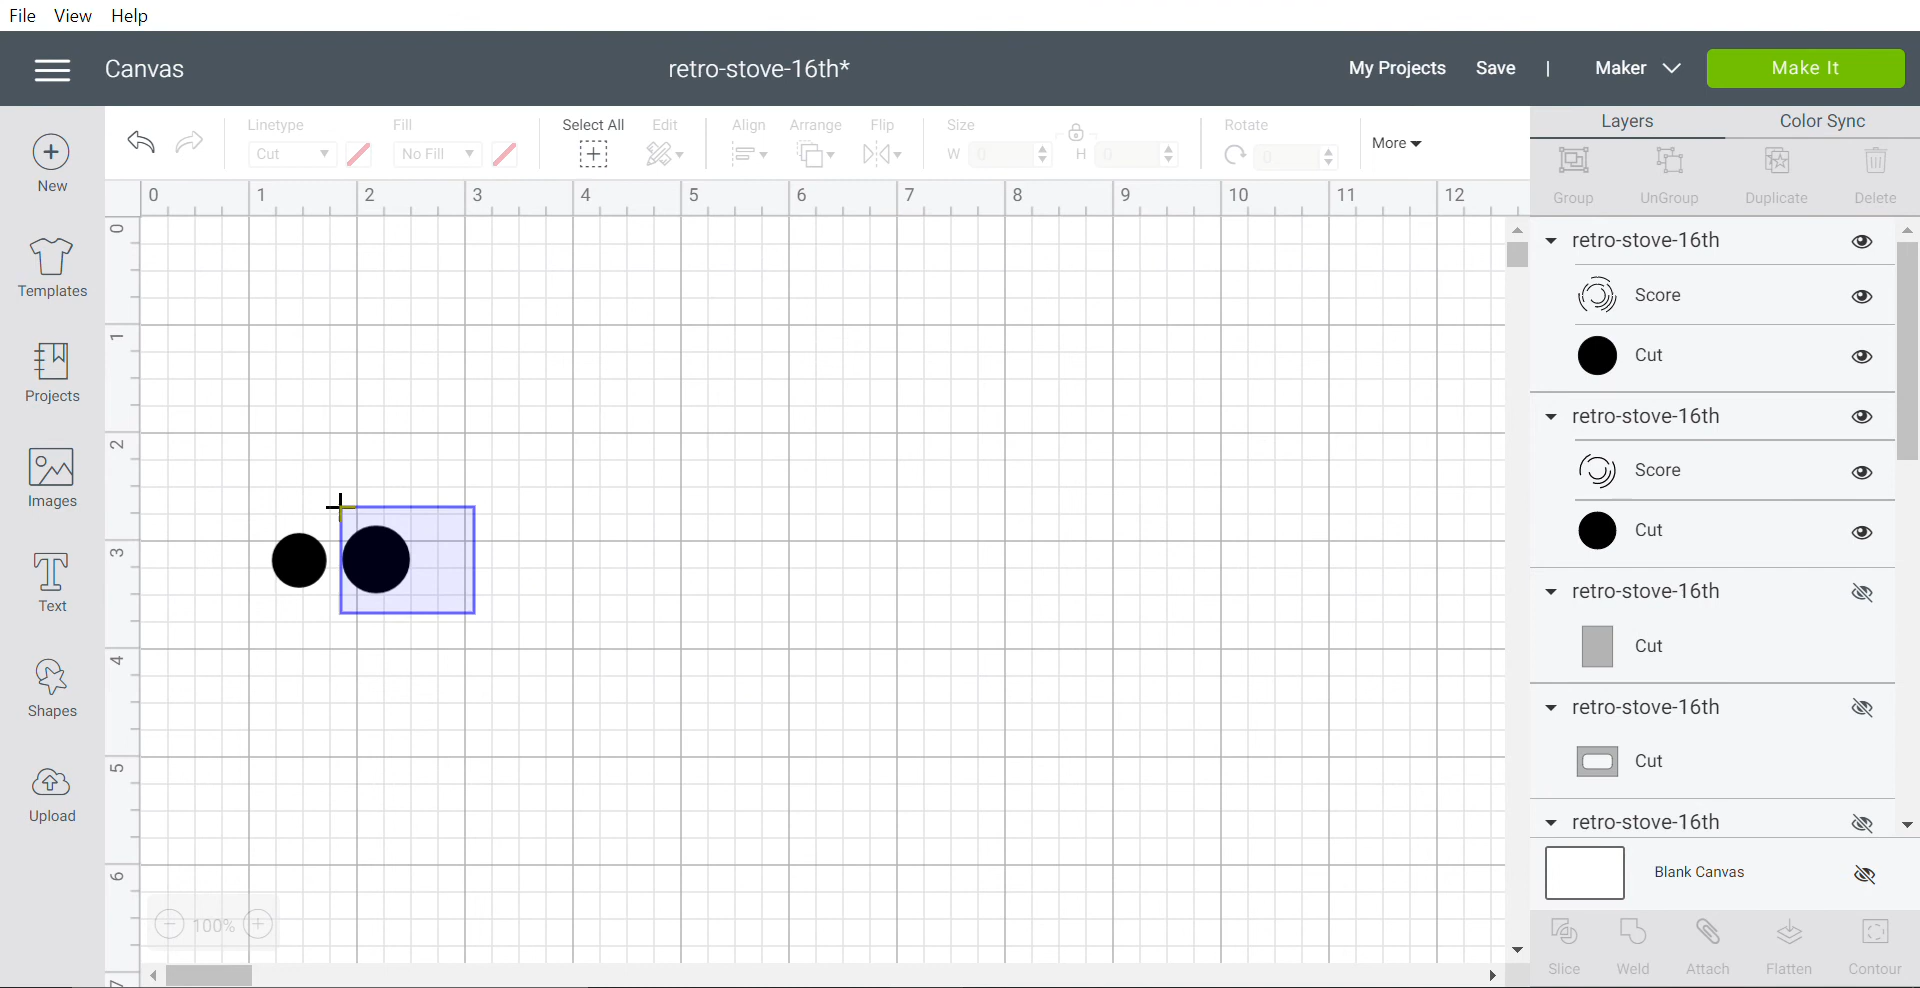 File View Help
Canvas retro-stove-16th* My Projects Save | Maker Make It
New
Templates
Projects
Images
Text
Shapes
Upload
Linetype Fill Select All Edit Align Arrange Flip Size Rotate
Cut No Fill W 0 H 0 0 More
0 1 2 3 4 5 6 7 8 9 10 11 12
0
1
2
3
4
5
6
7
100%
Layers Color Sync
Group UnGroup Duplicate Delete
retro-stove-16th
Score
Cut
retro-stove-16th
Score
Cut
retro-stove-16th
Cut
retro-stove-16th
Cut
retro-stove-16th
Blank Canvas
Slice Weld Attach Flatten Contour